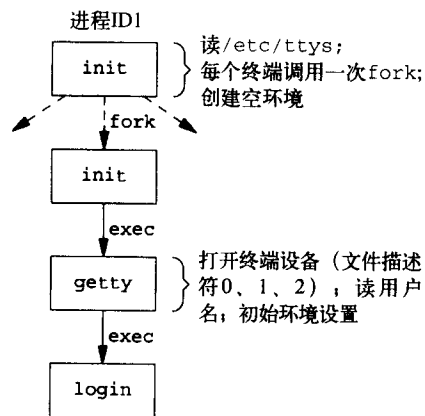 进程ID1
init
读/etc/ttys;
每个终端调用一次fork;
创建空环境
fork
init
exec
getty
打开终端设备（文件描述
符0、1、2）；读用户
名；初始环境设置
exec
login